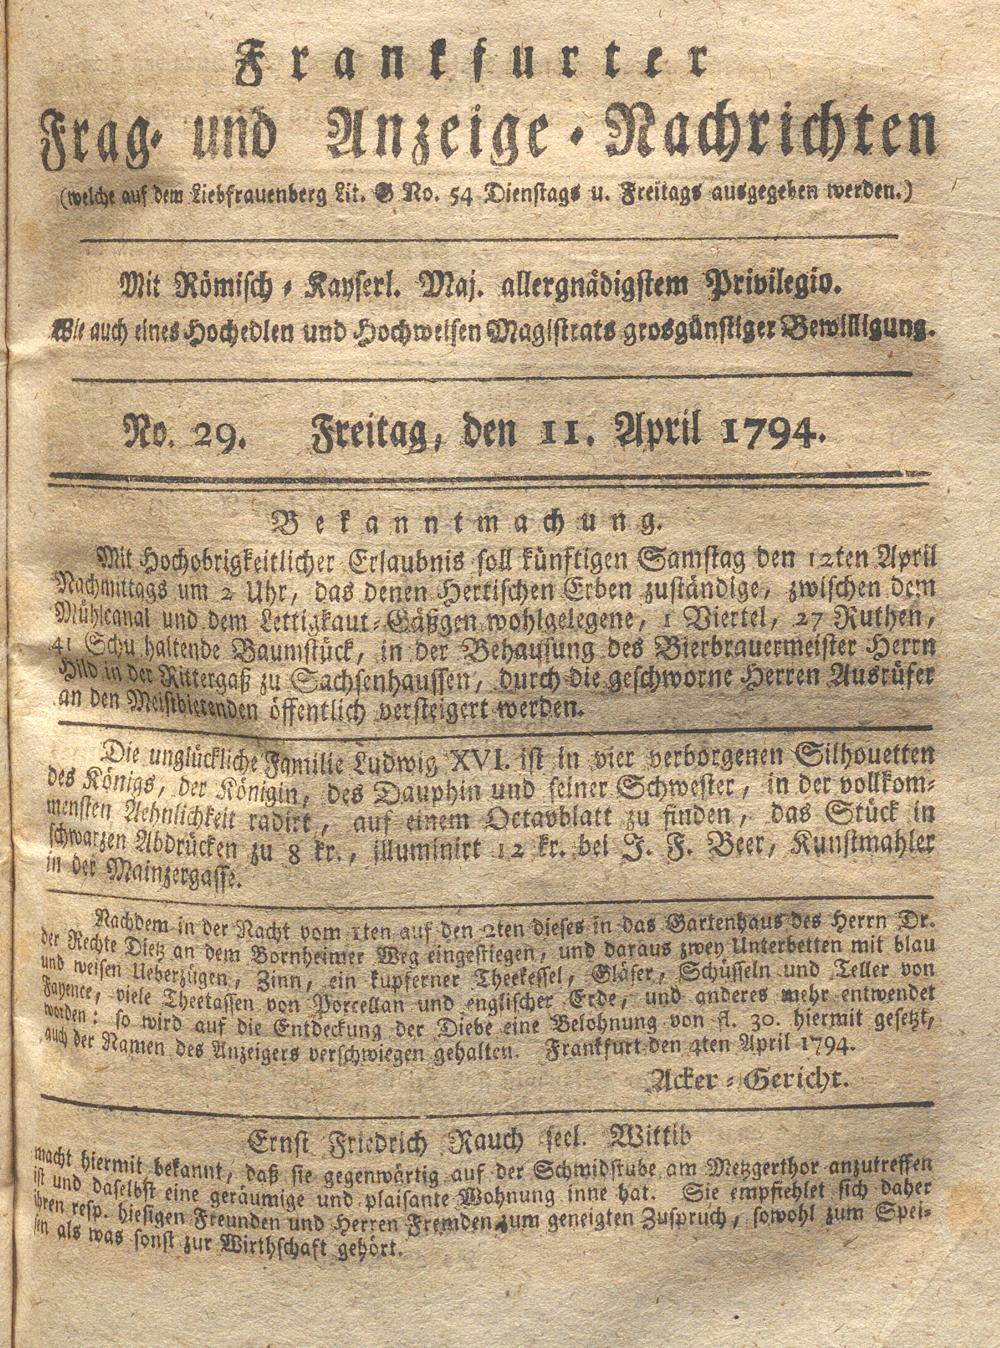 Frankfurter
Frag- und Anzeige-Nachrichten
(welche auf dem Liebfrauenberg Lit. G No. 54 Dienstags u. Freitags ausgegeben werden.)
Mit Römisch-Kayserl. Maj. allergnädigstem Privilegio.
Wie auch eines Hochedlen und Hochweisen Magistrats grosgünstiger Bewilligung.
No. 29. Freitag, den 11. April 1794.
Bekanntmachung.
Mit Hochobrigkeitlicher Erlaubnis soll künftigen Samstag den 12ten April
Nachmittags um 2 Uhr, das denen Hertischen Erben zuständige, zwischen dem
Mühlcanal und dem Lettigkaut-Gäßgen wohlgelegene, 1 Viertel, 27 Ruthen,
41 Schu haltende Baumstück, in der Behausung des Bierbrauermeister Herrn
Hild in der Rittergaß zu Sachsenhaussen, durch die geschworne Herren Ausrüfer
an den Meistbietenden öffentlich versteigert werden.
Die unglückliche Familie Ludwig XVI. ist in vier verborgenen Silhouetten
des Königs, der Königin, des Dauphin und seiner Schwester, in der vollkom-
mensten Aehnlichkeit radirt, auf einem Octavblatt zu finden, das Stück in
schwarzen Abdrücken zu 8 kr., illuminirt 12 kr. bei J. F. Beer, Kunstmahler
in der Mainzergasse.
Nachdem in der Nacht vom 1ten auf den 2ten dieses in das Gartenhaus des Herrn Dr.
der Rechte Dietz an dem Bornheimer Weg eingestiegen, und daraus zwey Unterbetten mit blau
und weisen Ueberzügen, Zinn, ein kupferner Theekessel, Gläser, Schüsseln und Teller von
Fayence, viele Theetassen von Porcellan und englischer Erde, und anderes mehr entwendet
worden: so wird auf die Entdeckung der Diebe eine Belohnung von fl. 30. hiermit gesetzt,
auch der Namen des Anzeigers verschwiegen gehalten. Frankfurt den 4ten April 1794.
Acker-Gericht.
Ernst Friedrich Rauch seel. Wittib
macht hiermit bekannt, daß sie gegenwärtig auf der Schmidstube am Metzgerthor anzutreffen
ist und daselbst eine geräumige und plaisante Wohnung inne hat. Sie empfiehlet sich daher
ihren resp. hiesigen Freunden und Herren Fremden zum geneigten Zuspruch, sowohl zum Spei-
sen als was sonst zur Wirthschaft gehört.